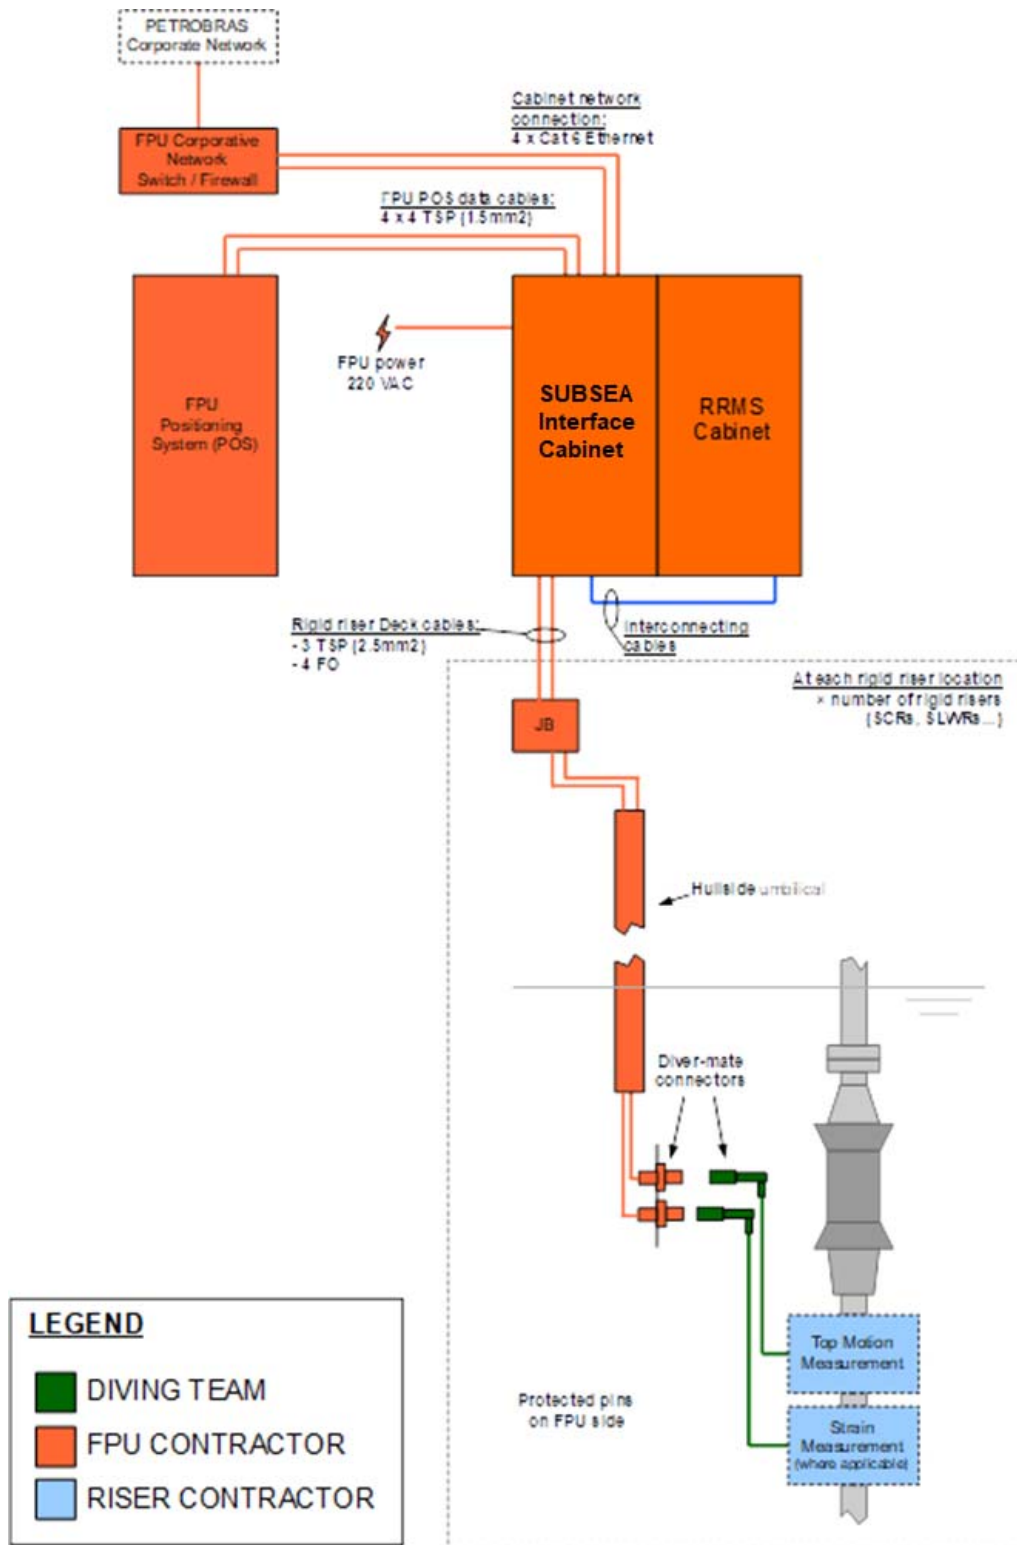 PETROBRAS
Corporate Network
FPU Corporative
Network
Switch / Firewall
Cabinet network
connection:
4 x Cat 6 Ethernet
FPU POS data cables:
4 x 4 TSP (1.5mm2)
FPU
Positioning
System (POS)
FPU power
220 VAC
SUBSEA
Interface
Cabinet
RRMS
Cabinet
Rigid riser Deck cables:
- 3 TSP (2.5mm2)
- 4 FO
Interconnecting
cables
At each rigid riser location
× number of rigid risers
(SCRs, SLWRs...)
JB
Hullside umbilical
Diver-mate
connectors
Top Motion
Measurement
Strain
Measurement
(where applicable)
Protected pins
on FPU side
LEGEND
DIVING TEAM
FPU CONTRACTOR
RISER CONTRACTOR